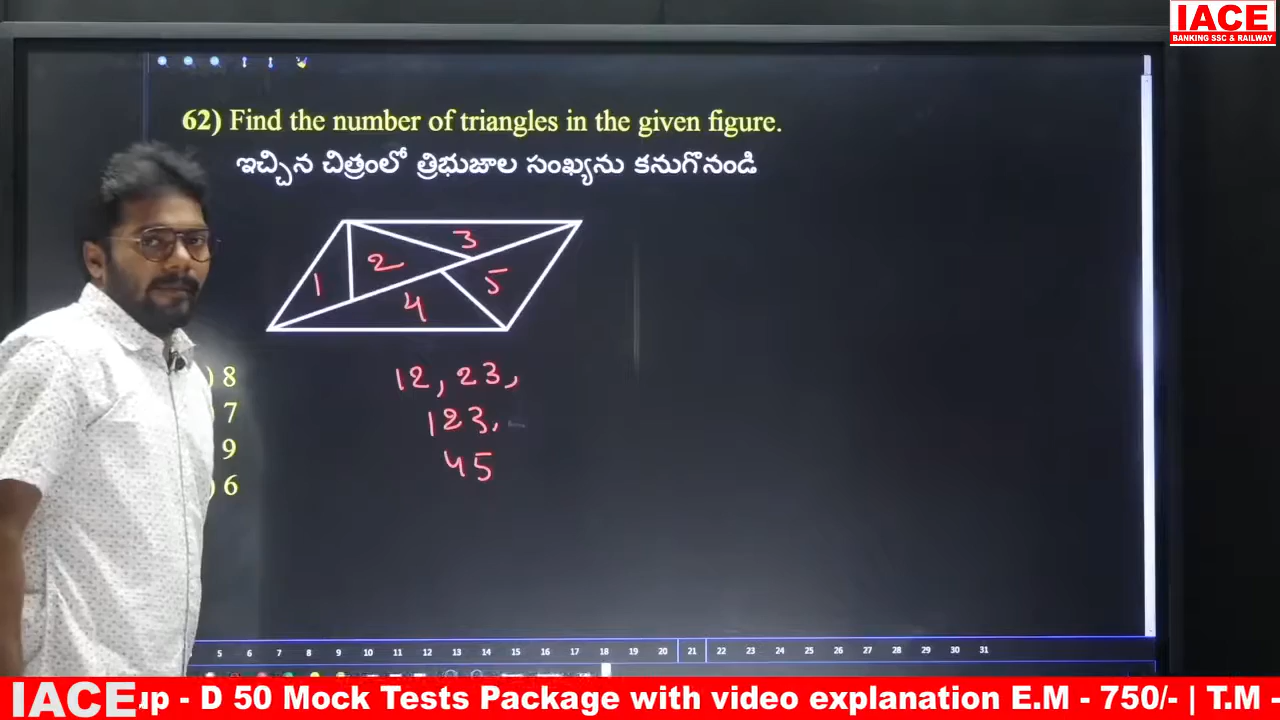 IACE
BANKING SSC & RAILWAY
62) Find the number of triangles in the given figure.
ఇచ్చిన చిత్రంలో త్రిభుజాల సంఖ్యను కనుగొనండి
1 2 3 4 5
) 8
7
9
) 6
12, 23,
123,
45
5 6 7 8 9 10 11 12 13 14 15 16 17 18 19 20 21 22 23 24 25 26 27 28 29 30 31
IACE up - D 50 Mock Tests Package with video explanation E.M - 750/- | T.M -